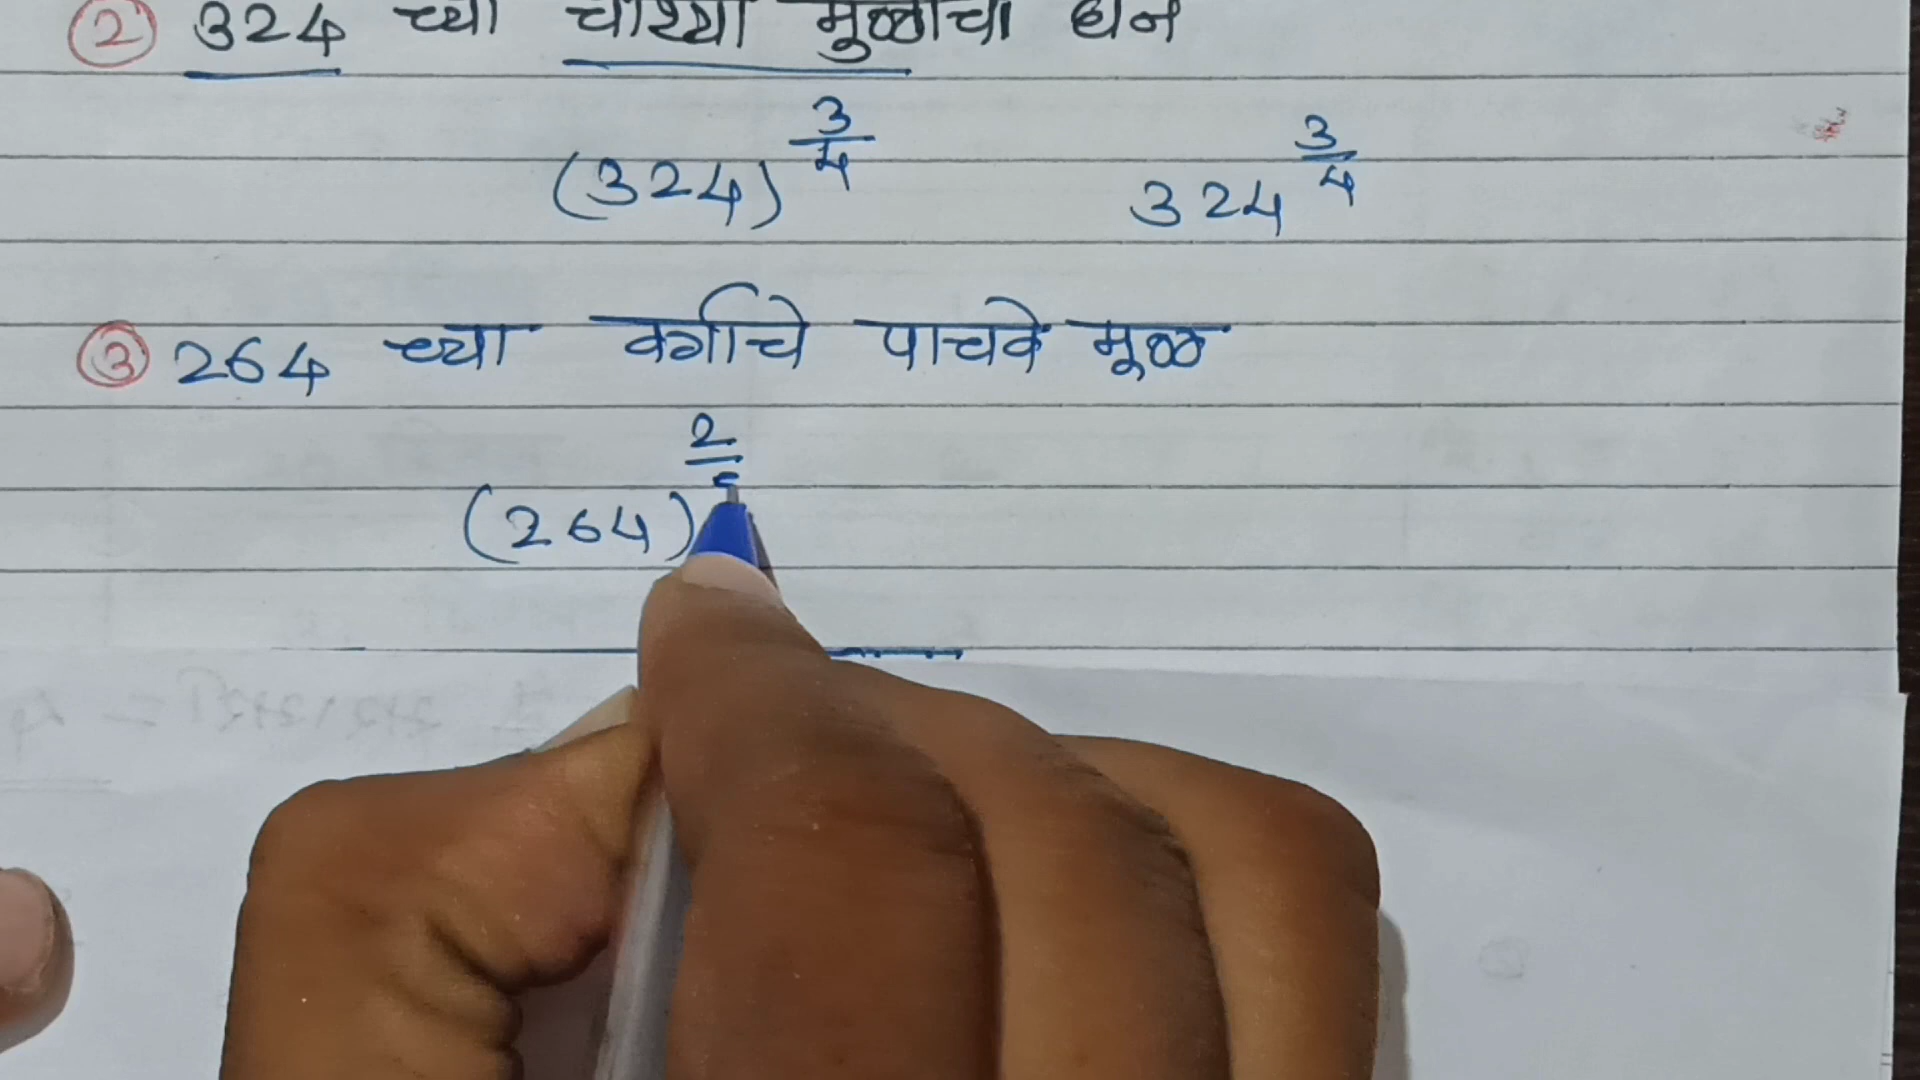 ② 324 च्या चौथ्या मुळाचा घन
(324)^{3/4} 324^{3/4}
③ 264 च्या वर्गाचे पाचवे मूळ
(264)^{2/5}